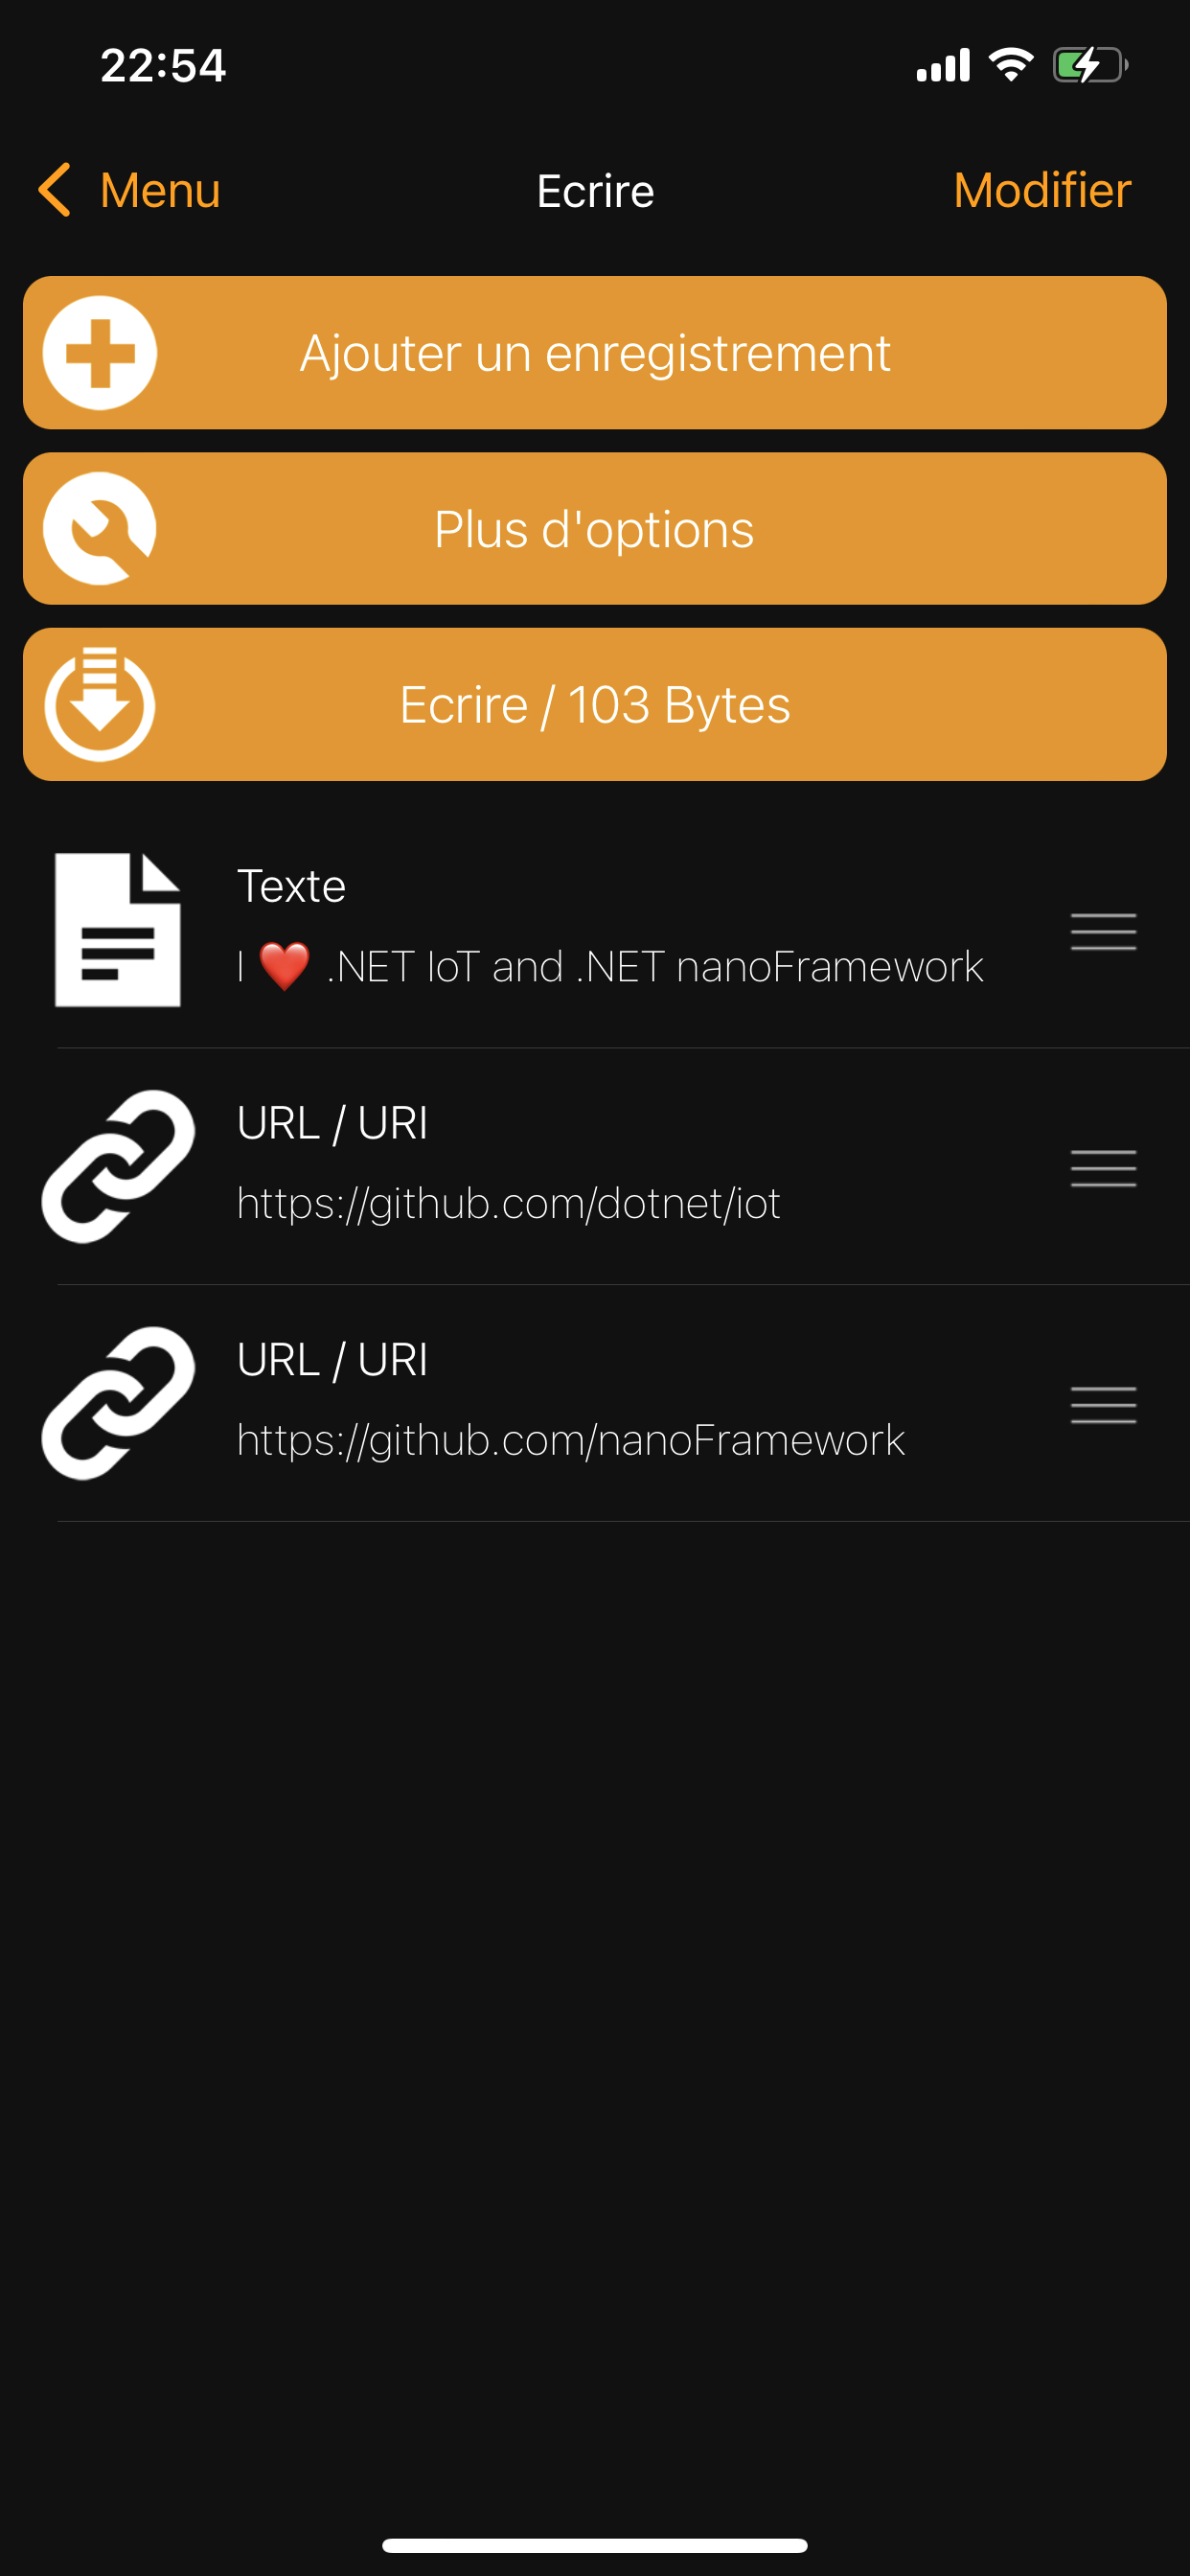 22:54
Menu
Ecrire
Modifier
Ajouter un enregistrement
Plus d'options
Ecrire / 103 Bytes
Texte
I ❤️ .NET IoT and .NET nanoFramework
URL / URI
https://github.com/dotnet/iot
URL / URI
https://github.com/nanoFramework